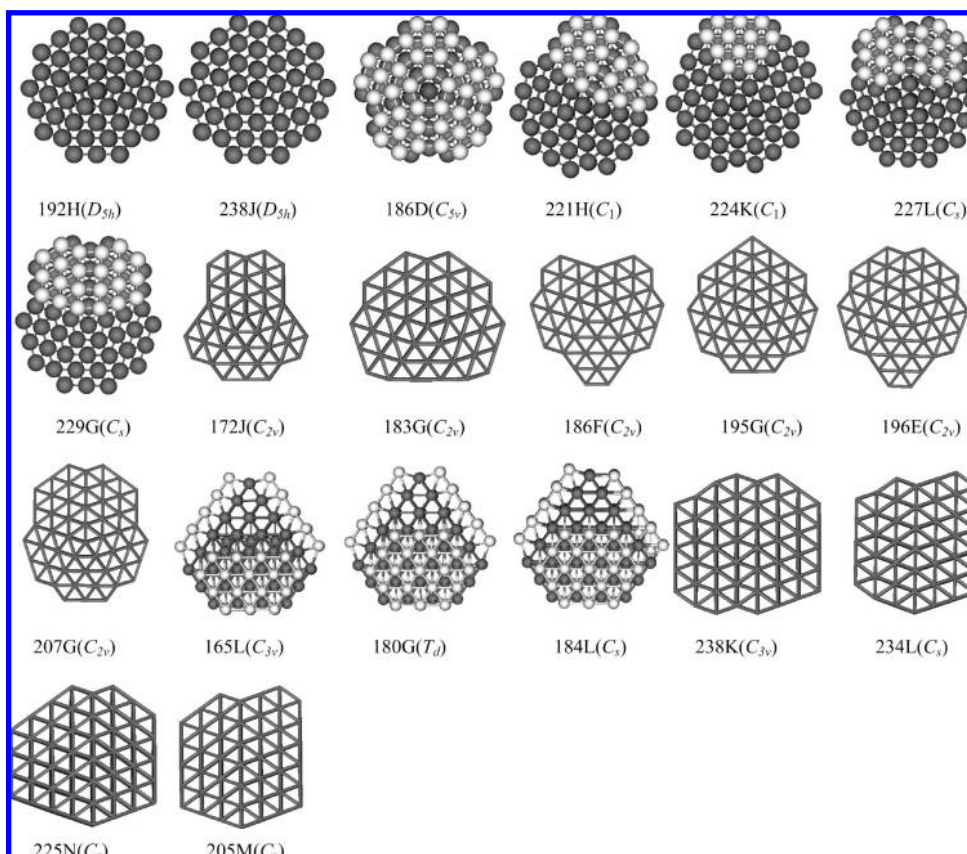 192H(D5h) 238J(D5h) 186D(C5v) 221H(C1) 224K(C1) 227L(Cs)
229G(Cs) 172J(C2v) 183G(C2v) 186F(C2v) 195G(C2v) 196E(C2v)
207G(C2v) 165L(C3v) 180G(Td) 184L(Cs) 238K(C3v) 234L(Cs)
225N(Cs) 205M(Cs)